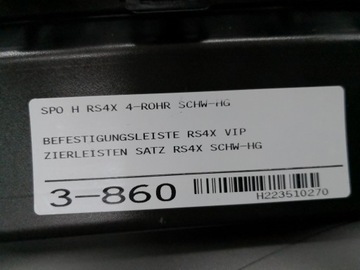 SPO H RS4X 4-ROHR SCHW-HG
BEFESTIGUNGSLEISTE RS4X VIP
ZIERLEISTEN SATZ RS4X SCHW-HG
3-860
H223510270